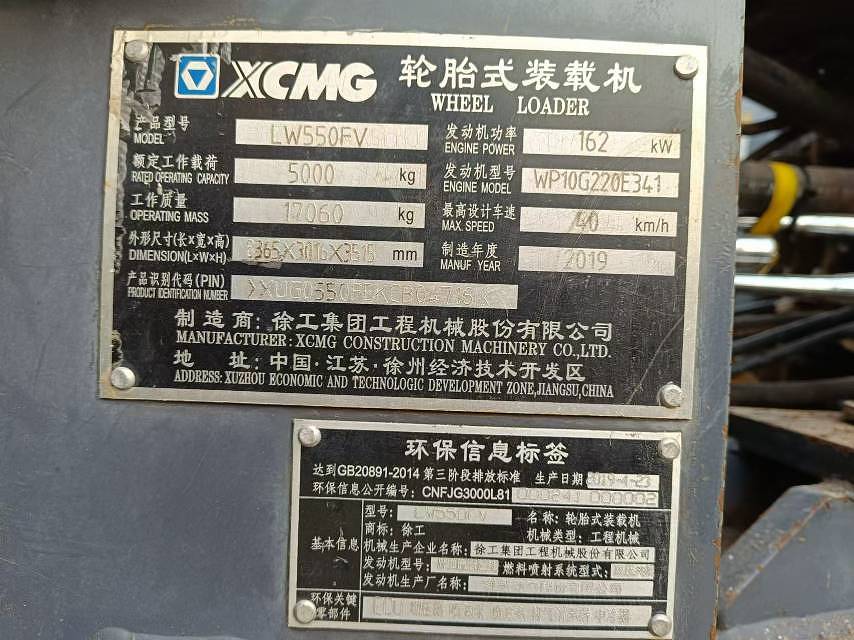 XCMG 轮胎式装载机
WHEEL LOADER
产品型号 LW550FV 发动机功率 162 kW
MODEL ENGINE POWER
额定工作载荷 5000 kg 发动机型号 WP10G220E341
RATED OPERATING CAPACITY ENGINE MODEL
工作质量 17060 kg 最高设计车速 40 km/h
OPERATING MASS MAX. SPEED
外形尺寸(长×宽×高) 8365X3016X3515 mm 制造年度 2019
DIMENSION(L×W×H) MANUF YEAR
产品识别代码(PIN)
PRODUCT IDENTIFICATION NUMBER
制造商:徐工集团工程机械股份有限公司
MANUFACTURER: XCMG CONSTRUCTION MACHINERY CO.,LTD.
地 址:中国·江苏·徐州经济技术开发区
ADDRESS: XUZHOU ECONOMIC AND TECHNOLOGIC DEVELOPMENT ZONE,JIANGSU,CHINA
环保信息标签
达到GB20891-2014 第三阶段排放标准 生产日期 2019-4-23
环保信息公开编号: CNFJG3000L81 000241 000002
型号: LW550FV 名称: 轮胎式装载机
商标: 徐工 机械类型: 工程机械
基本信息 机械生产企业名称: 徐工集团工程机械股份有限公司
发动机型号: 燃料喷射系统型式:
发动机生产厂名称:
环保关键零部件 ECU